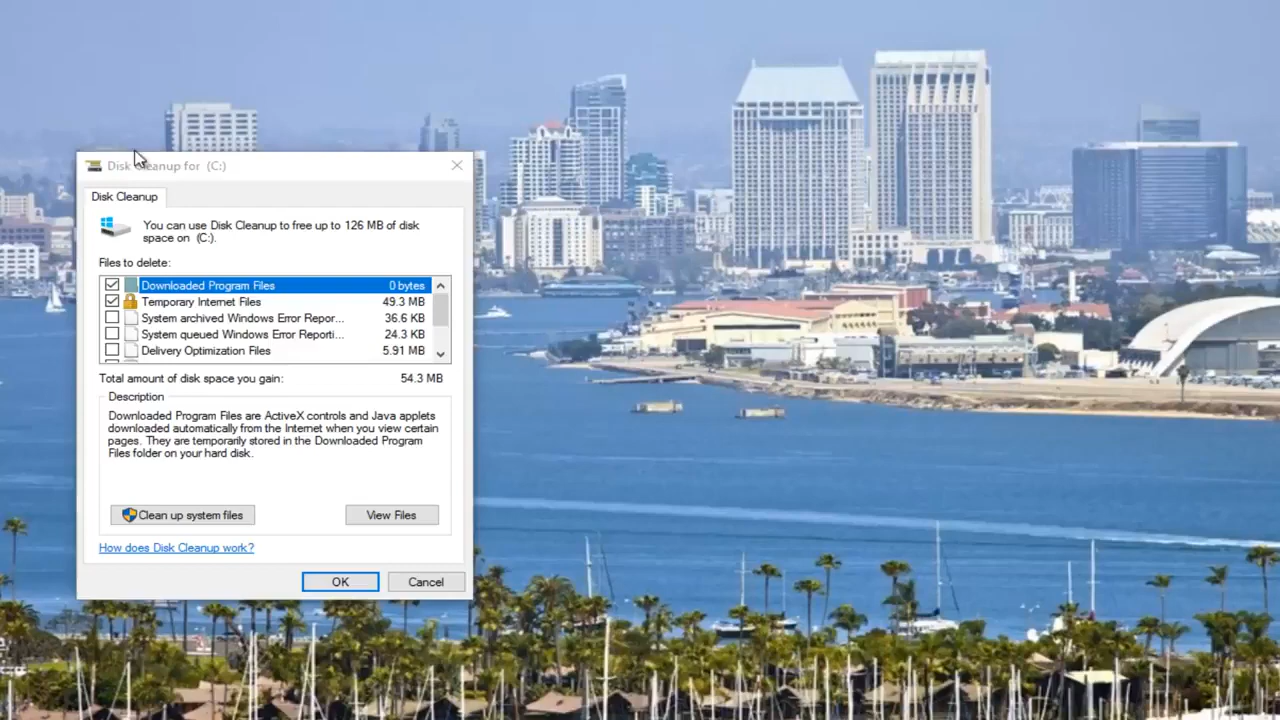 Disk Cleanup for (C:)
Disk Cleanup
You can use Disk Cleanup to free up to 126 MB of disk
space on (C:).
Files to delete:
Downloaded Program Files 0 bytes
Temporary Internet Files 49.3 MB
System archived Windows Error Repor... 36.6 KB
System queued Windows Error Reporti... 24.3 KB
Delivery Optimization Files 5.91 MB
Total amount of disk space you gain: 54.3 MB
Description
Downloaded Program Files are ActiveX controls and Java applets
downloaded automatically from the Internet when you view certain
pages. They are temporarily stored in the Downloaded Program
Files folder on your hard disk.
Clean up system files View Files
How does Disk Cleanup work?
OK Cancel